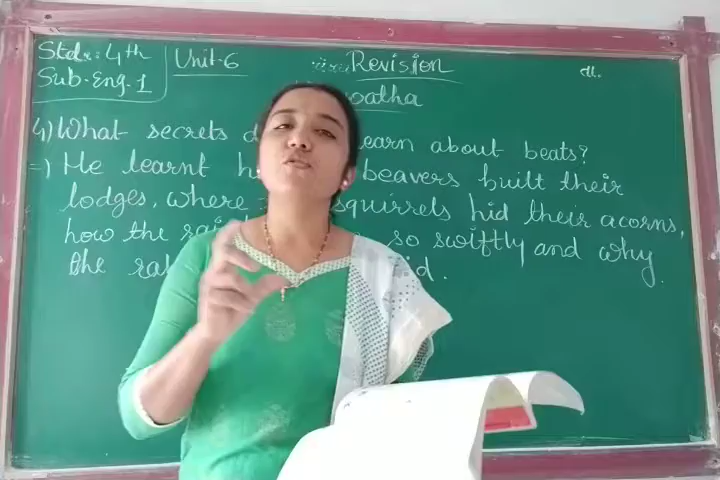 Std. : 4th
Sub-Eng. 1
Unit-6
Revision
dt.
4) What secrets earn about beats?
=) He learnt beavers built their
lodges, where squirrels hid their acorns,
how the so swiftly and why
the